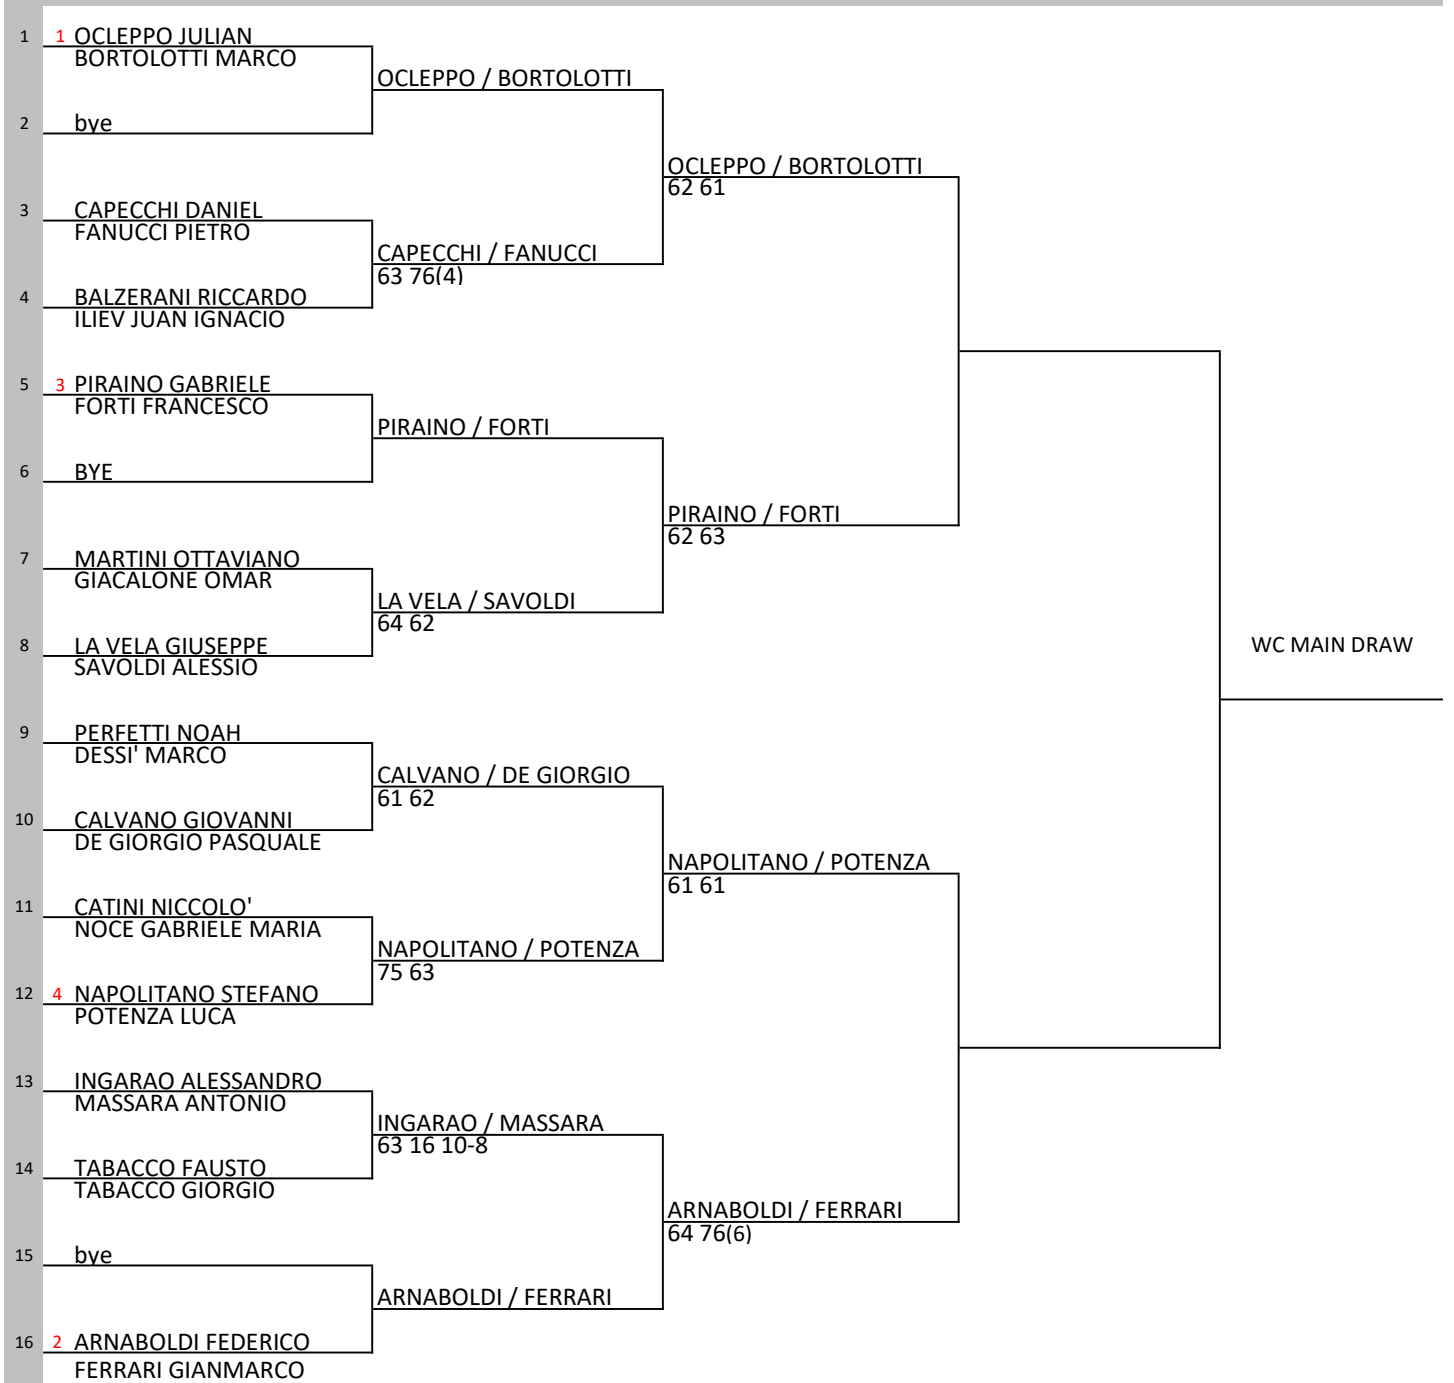 1 1 OCLEPPO JULIAN
BORTOLOTTI MARCO
OCLEPPO / BORTOLOTTI
2 bye
OCLEPPO / BORTOLOTTI
62 61
3 CAPECCHI DANIEL
FANUCCI PIETRO
CAPECCHI / FANUCCI
63 76(4)
4 BALZERANI RICCARDO
ILIEV JUAN IGNACIO
5 3 PIRAINO GABRIELE
FORTI FRANCESCO
PIRAINO / FORTI
6 BYE
PIRAINO / FORTI
62 63
7 MARTINI OTTAVIANO
GIACALONE OMAR
LA VELA / SAVOLDI
64 62
8 LA VELA GIUSEPPE
SAVOLDI ALESSIO
WC MAIN DRAW
9 PERFETTI NOAH
DESSI' MARCO
CALVANO / DE GIORGIO
61 62
10 CALVANO GIOVANNI
DE GIORGIO PASQUALE
NAPOLITANO / POTENZA
61 61
11 CATINI NICCOLO'
NOCE GABRIELE MARIA
NAPOLITANO / POTENZA
75 63
12 4 NAPOLITANO STEFANO
POTENZA LUCA
13 INGARAO ALESSANDRO
MASSARA ANTONIO
INGARAO / MASSARA
63 16 10-8
14 TABACCO FAUSTO
TABACCO GIORGIO
ARNABOLDI / FERRARI
64 76(6)
15 bye
ARNABOLDI / FERRARI
16 2 ARNABOLDI FEDERICO
FERRARI GIANMARCO